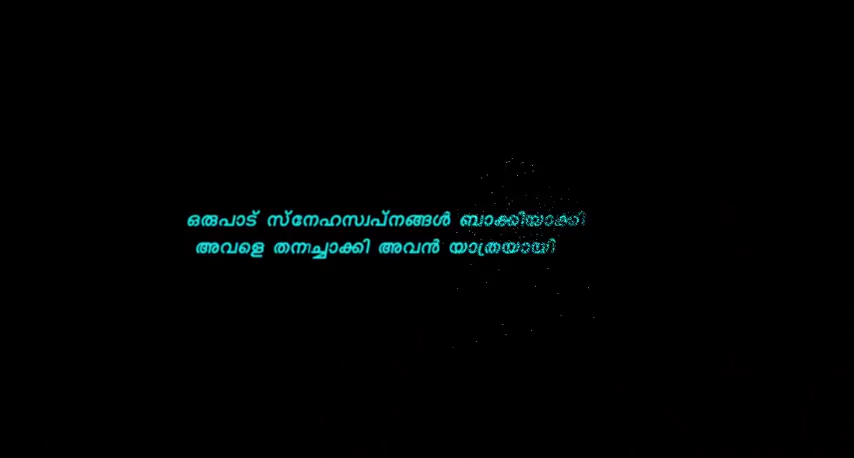 ഒരുപാട് സ്നേഹസ്വപ്നങ്ങൾ ബാക്കിയാക്കി
അവളെ തനിച്ചാക്കി അവൻ യാത്രയായി